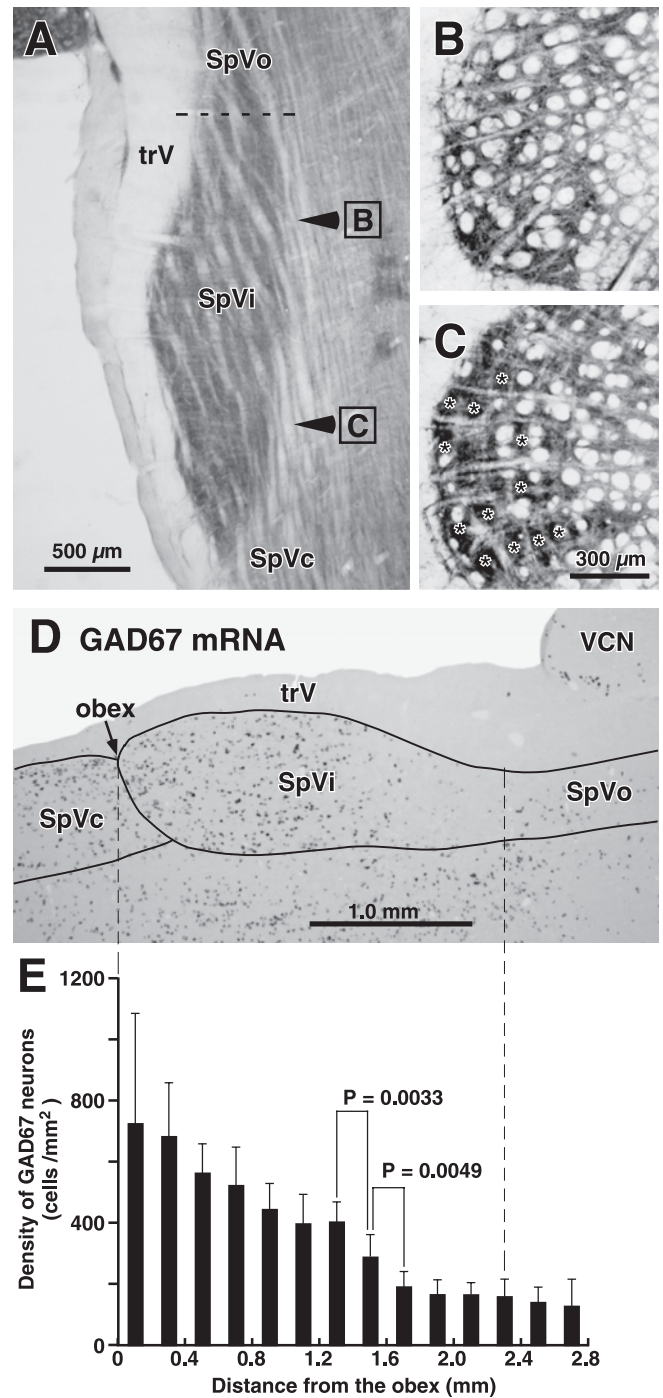 A
SpVo
trV
B
SpVi
C
SpVc
500 µm
B
C
* * * * * * * * * * * *
300 µm
D GAD67 mRNA
VCN
trV
obex
SpVi
SpVo
SpVc
1.0 mm
E
1200
800
400
0
Density of GAD67 neurons
(cells /mm²)
P = 0.0033
P = 0.0049
0 0.4 0.8 1.2 1.6 2.0 2.4 2.8
Distance from the obex (mm)